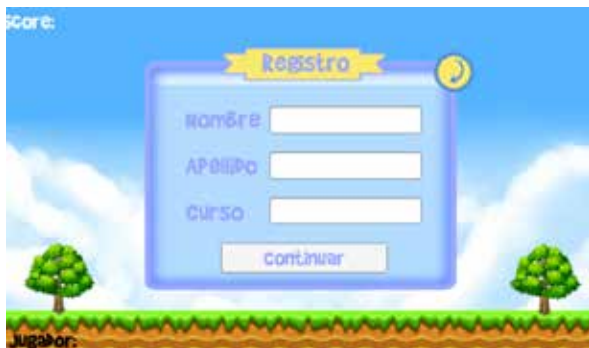 Score:
Registro
Nombre
Apellido
Curso
Continuar
Jugador: